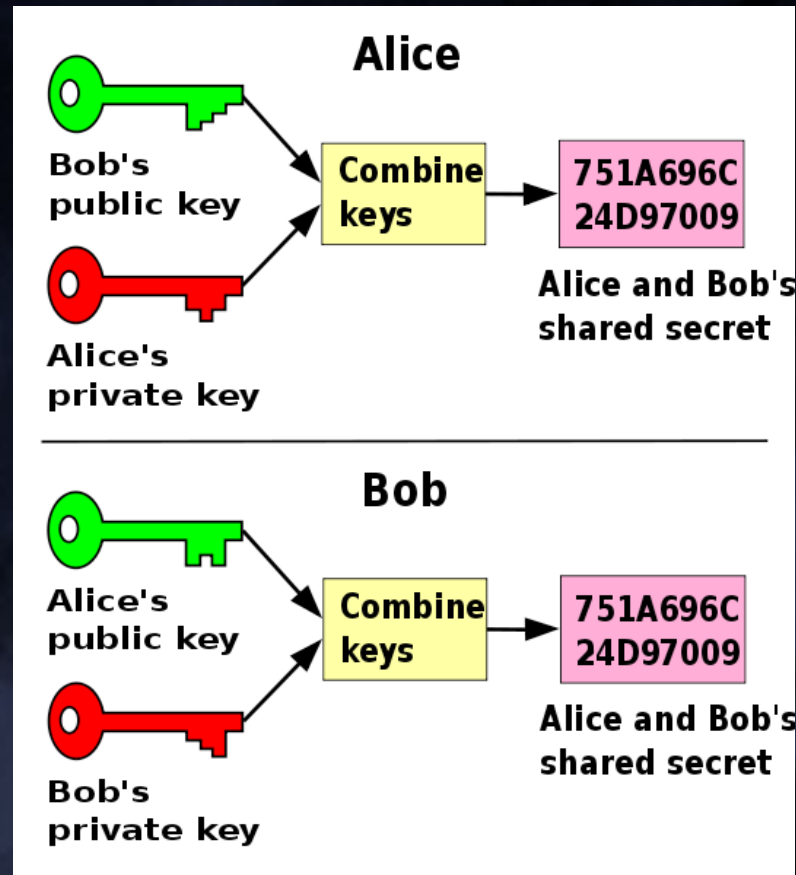 Alice
Bob's
public key
Combine
keys
751A696C
24D97009
Alice and Bob's
shared secret
Alice's
private key
Bob
Alice's
public key
Combine
keys
751A696C
24D97009
Alice and Bob's
shared secret
Bob's
private key